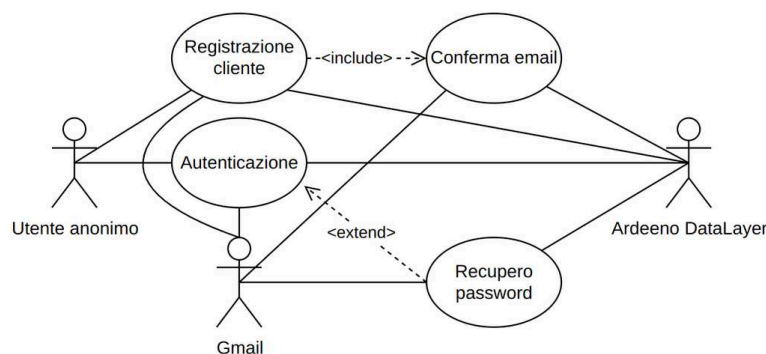 Registrazione
cliente
<include>
Conferma email
Autenticazione
Utente anonimo
Ardeeno DataLayer
<extend>
Recupero
password
Gmail